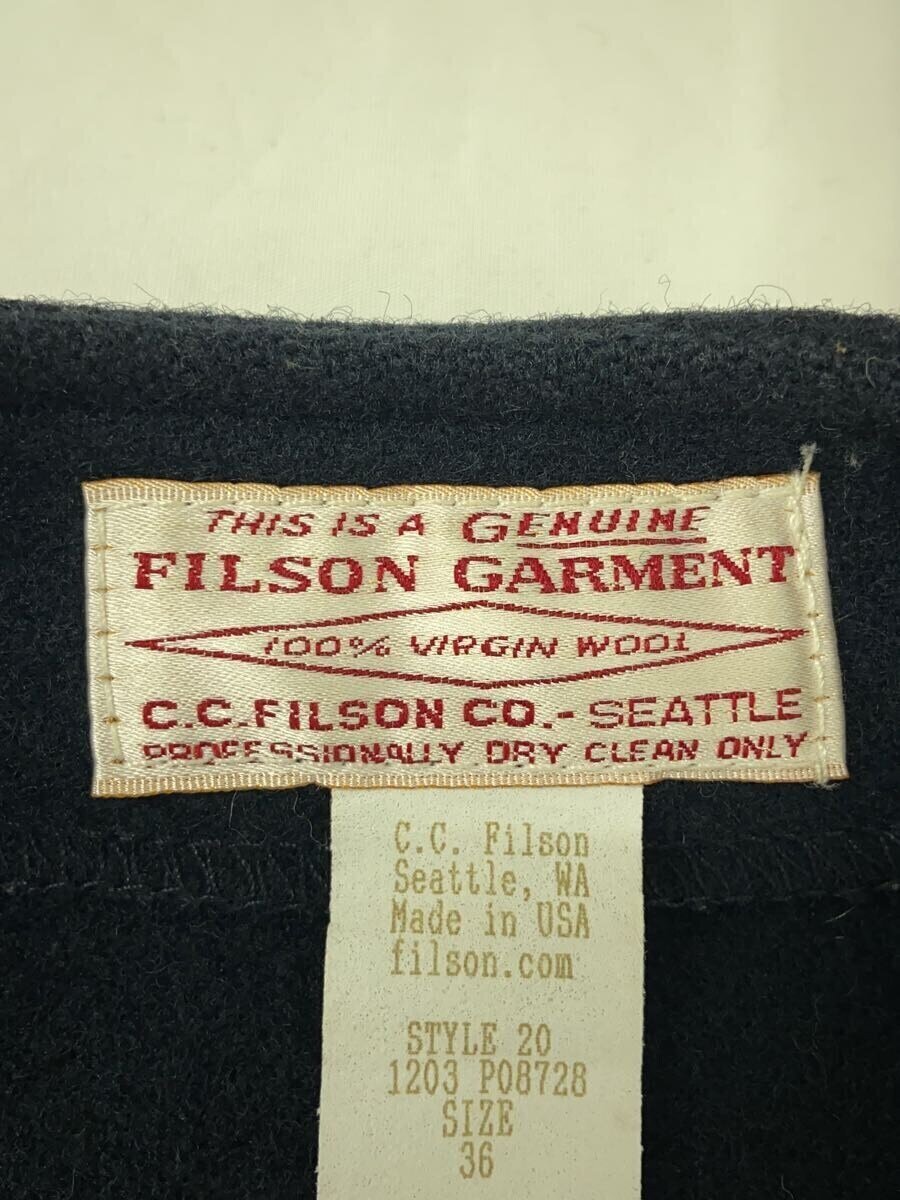 THIS IS A GENUINE
FILSON GARMENT
100% VIRGIN WOOL
C.C. FILSON CO.- SEATTLE
PROFESSIONALLY DRY CLEAN ONLY
C.C. Filson
Seattle, WA
Made in USA
filson.com
STYLE 20
1203 P08728
SIZE
36